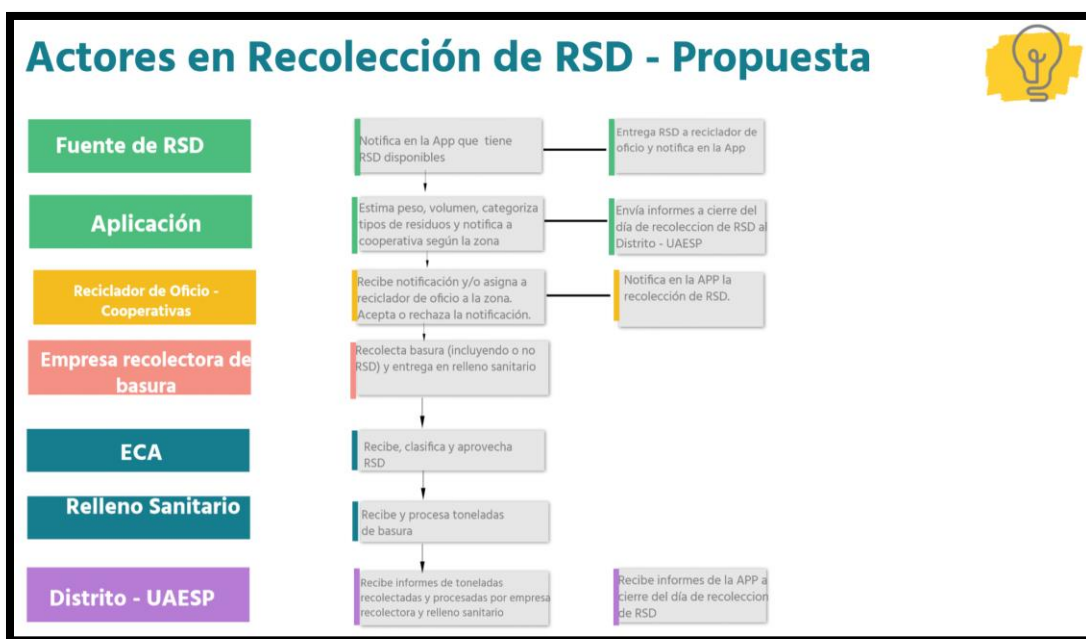 Actores en Recolección de RSD - Propuesta
Fuente de RSD
Notifica en la App que tiene
RSD disponibles
Entrega RSD a reciclador de
oficio y notifica en la App
Aplicación
Estima peso, volumen, categoriza
tipos de residuos y notifica a
cooperativa según la zona
Envía informes a cierre del
día de recoleccion de RSD al
Distrito - UAESP
Reciclador de Oficio -
Cooperativas
Recibe notificación y/o asigna a
reciclador de oficio a la zona.
Acepta o rechaza la notificación.
Notifica en la APP la
recolección de RSD.
Empresa recolectora de
basura
Recolecta basura (incluyendo o no
RSD) y entrega en relleno sanitario
ECA
Recibe, clasifica y aprovecha
RSD
Relleno Sanitario
Recibe y procesa toneladas
de basura
Distrito - UAESP
Recibe informes de toneladas
recolectadas y procesadas por empresa
recolectora y relleno sanitario
Recibe informes de la APP a
cierre del día de recoleccion
de RSD